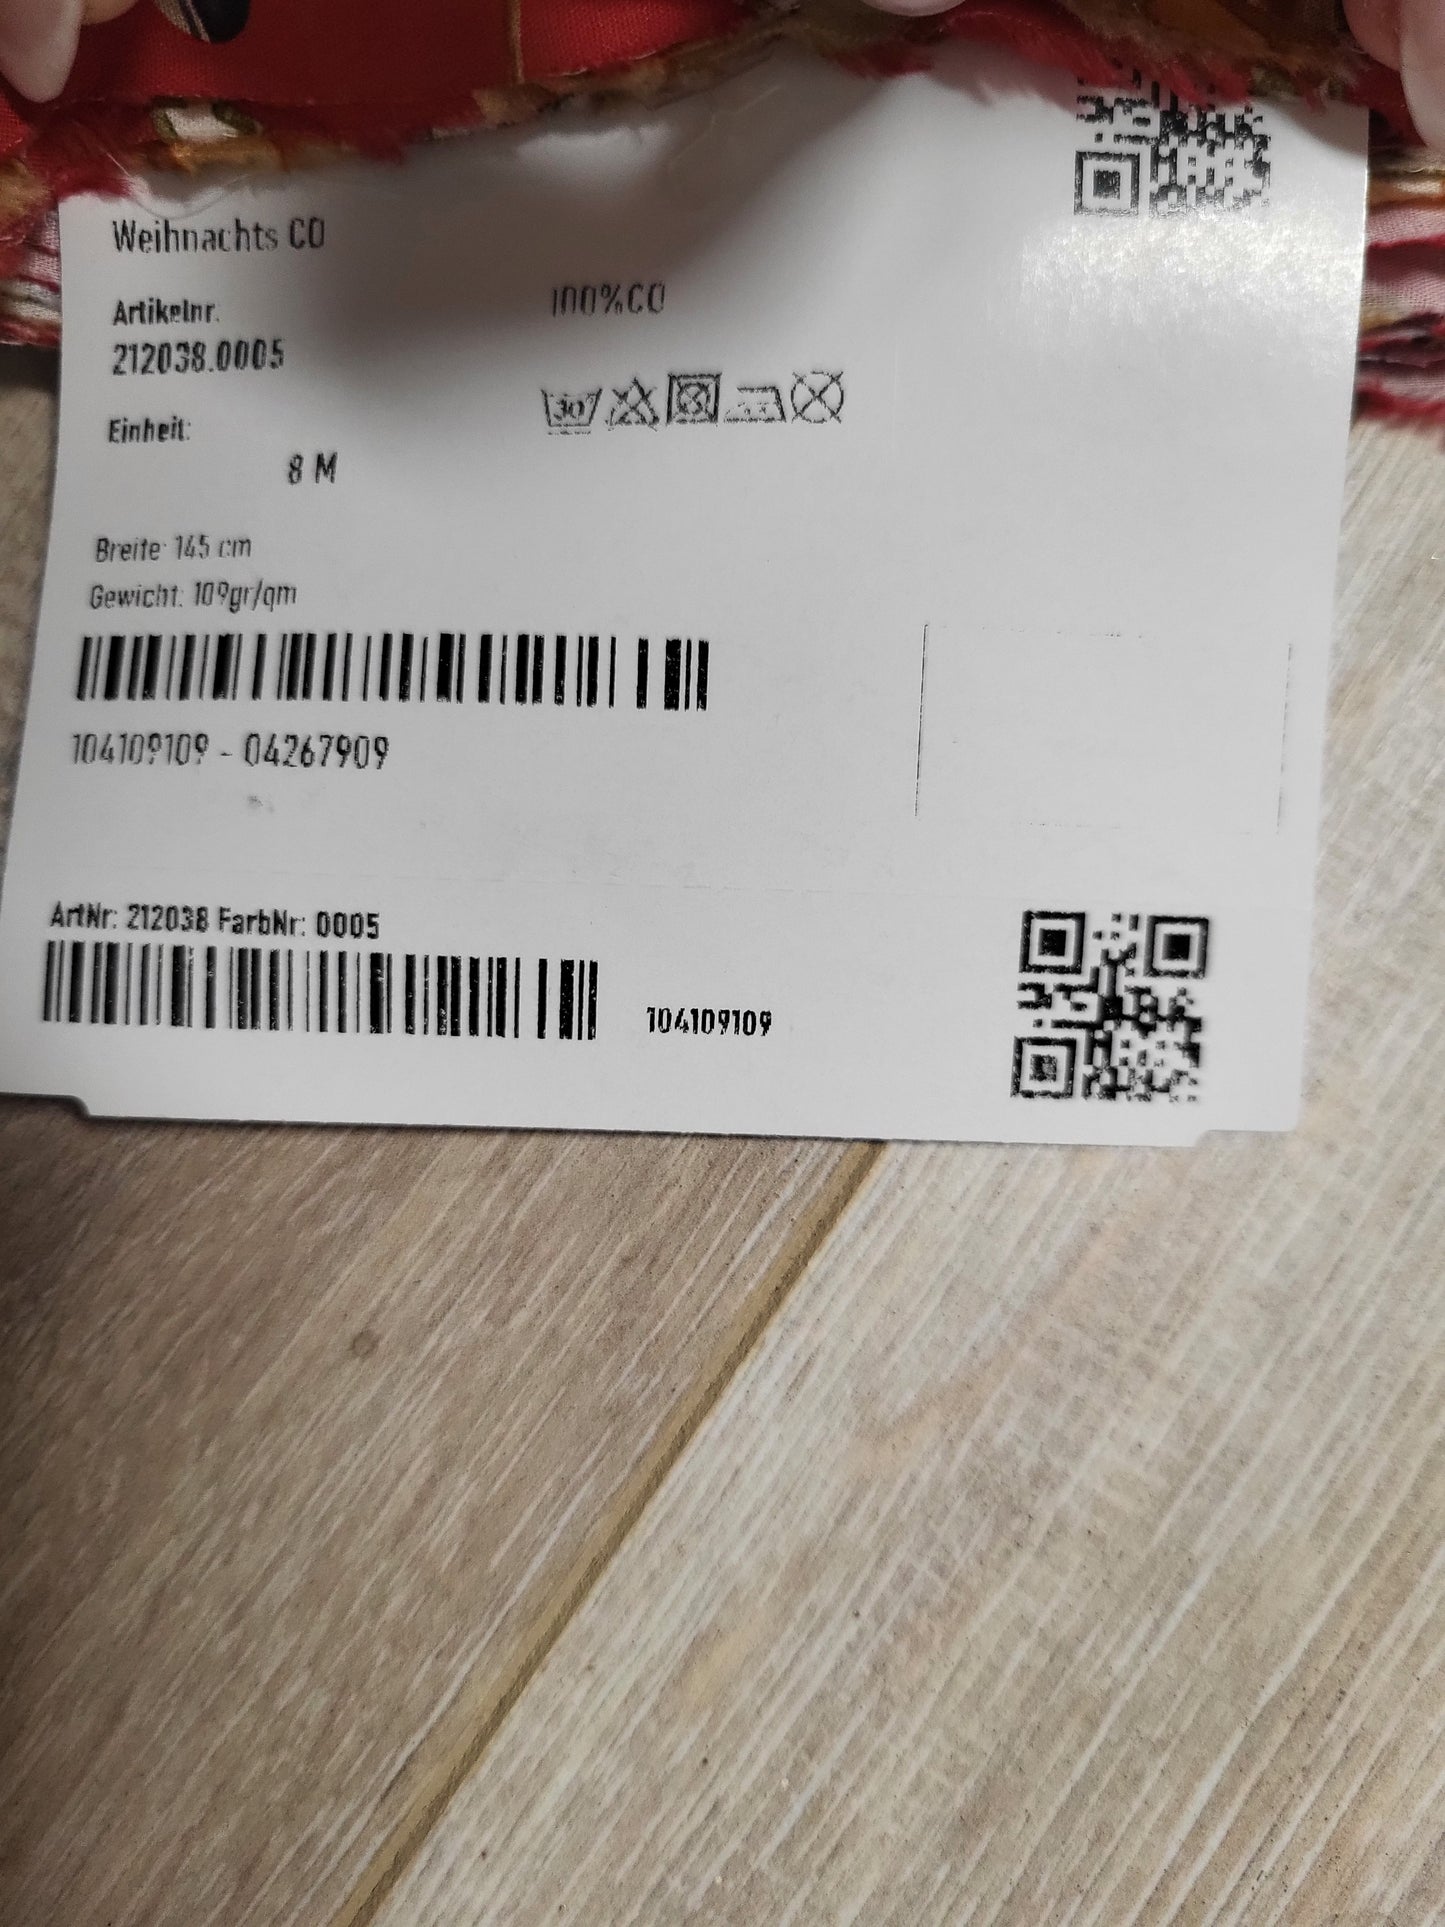 Weihnachts CO
Artikelnr.
212038.0005
100%CO
30°
Einheit:
8 M
Breite: 145 cm
Gewicht: 109gr/qm
104109109 - 04267909
ArtNr: 212038 FarbNr: 0005
104109109